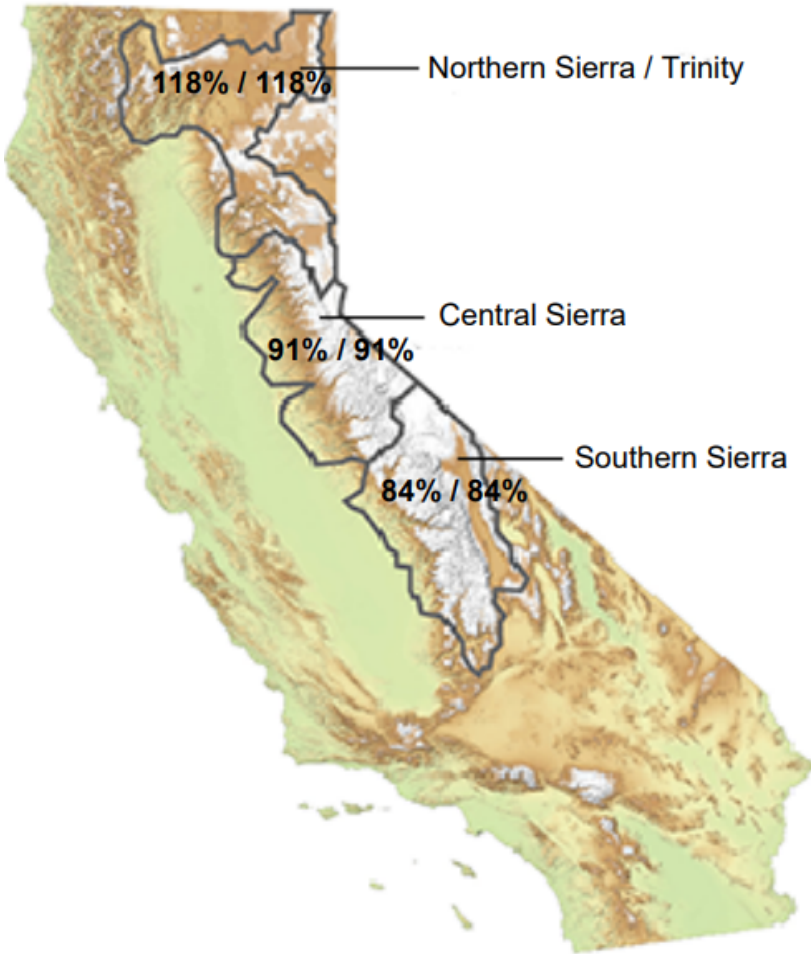 Northern Sierra / Trinity
118% / 118%
Central Sierra
91% / 91%
Southern Sierra
84% / 84%